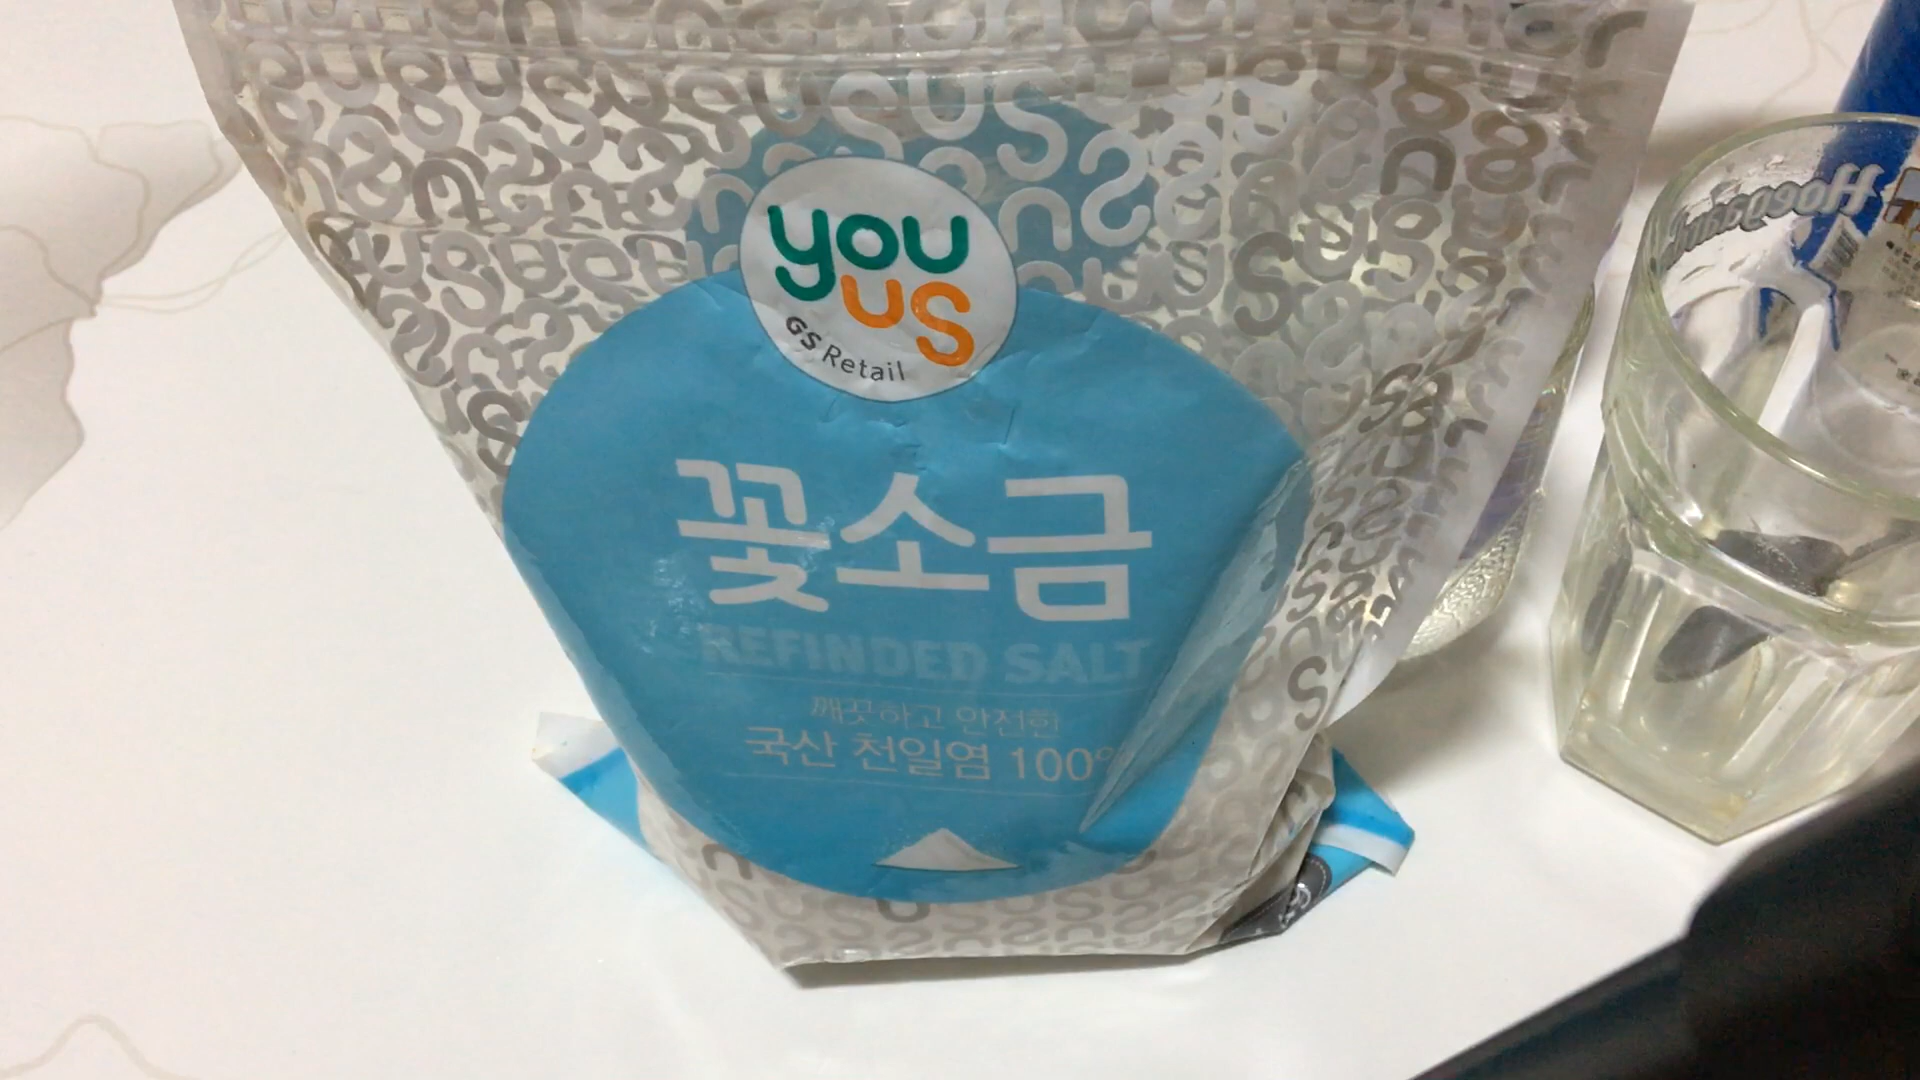 you
us
GS Retail
꽃소금
REFINDED SALT
깨끗하고 안전한
국산 천일염 100%
Hoegaarden